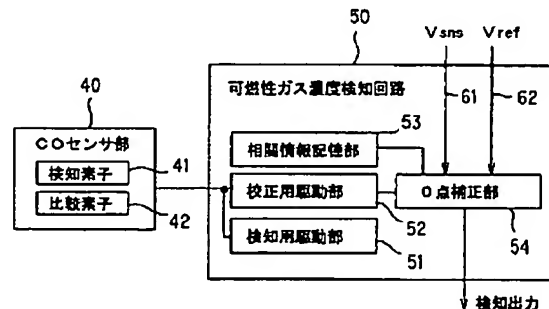 50
Vsns
Vref
可燃性ガス濃度検知回路
61
62
40
COセンサ部
検知素子
41
比較素子
42
53
相関情報記憶部
校正用駆動部
52
検知用駆動部
51
0点補正部
54
検知出力